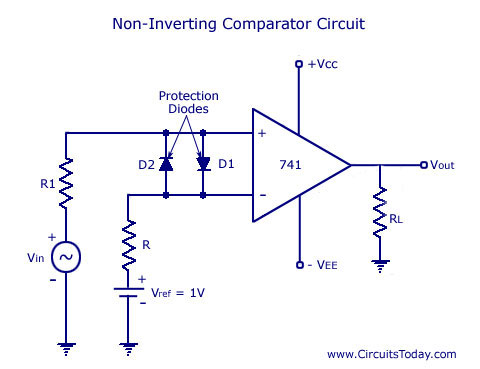 Non-Inverting Comparator Circuit
+Vcc
Protection
Diodes
+
D2
D1
741
Vout
R1
-
RL
+
R
Vin
~
+
- VEE
-
Vref = 1V
-
www.CircuitsToday.com